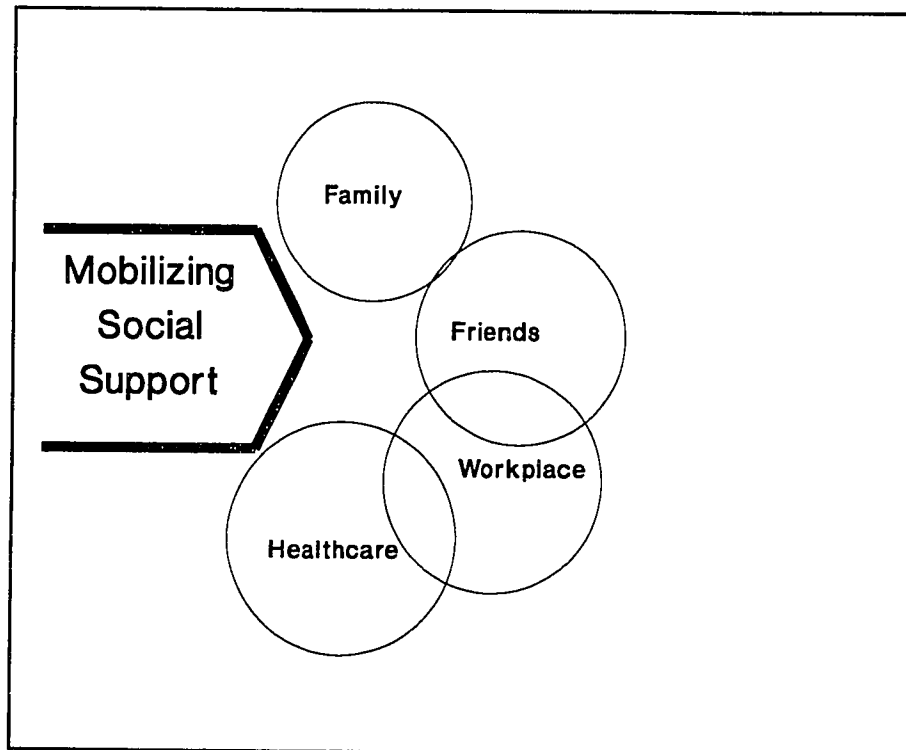 Mobilizing
Social
Support
Family
Friends
Workplace
Healthcare